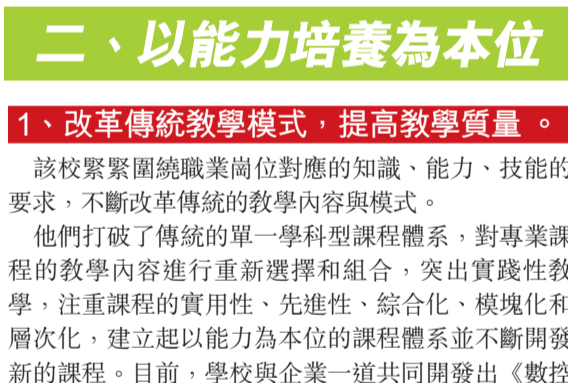 二、以能力培養為本位
1、改革傳統教學模式，提高教學質量 。
該校緊緊圍繞職業崗位對應的知識、能力、技能的
要求，不斷改革傳統的教學內容與模式。
他們打破了傳統的單一學科型課程體系，對專業課
程的教學內容進行重新選擇和組合，突出實踐性教
學，注重課程的實用性、先進性、綜合化、模塊化和
層次化，建立起以能力為本位的課程體系並不斷開發
新的課程。目前，學校與企業一道共同開發出《數控